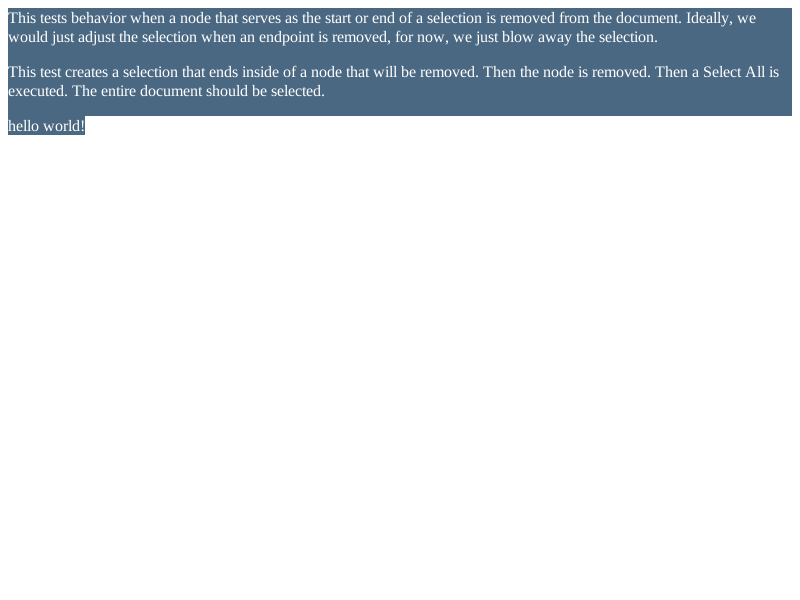 This tests behavior when a node that serves as the start or end of a selection is removed from the document. Ideally, we
would just adjust the selection when an endpoint is removed, for now, we just blow away the selection.
This test creates a selection that ends inside of a node that will be removed. Then the node is removed. Then a Select All is
executed. The entire document should be selected.
hello world!